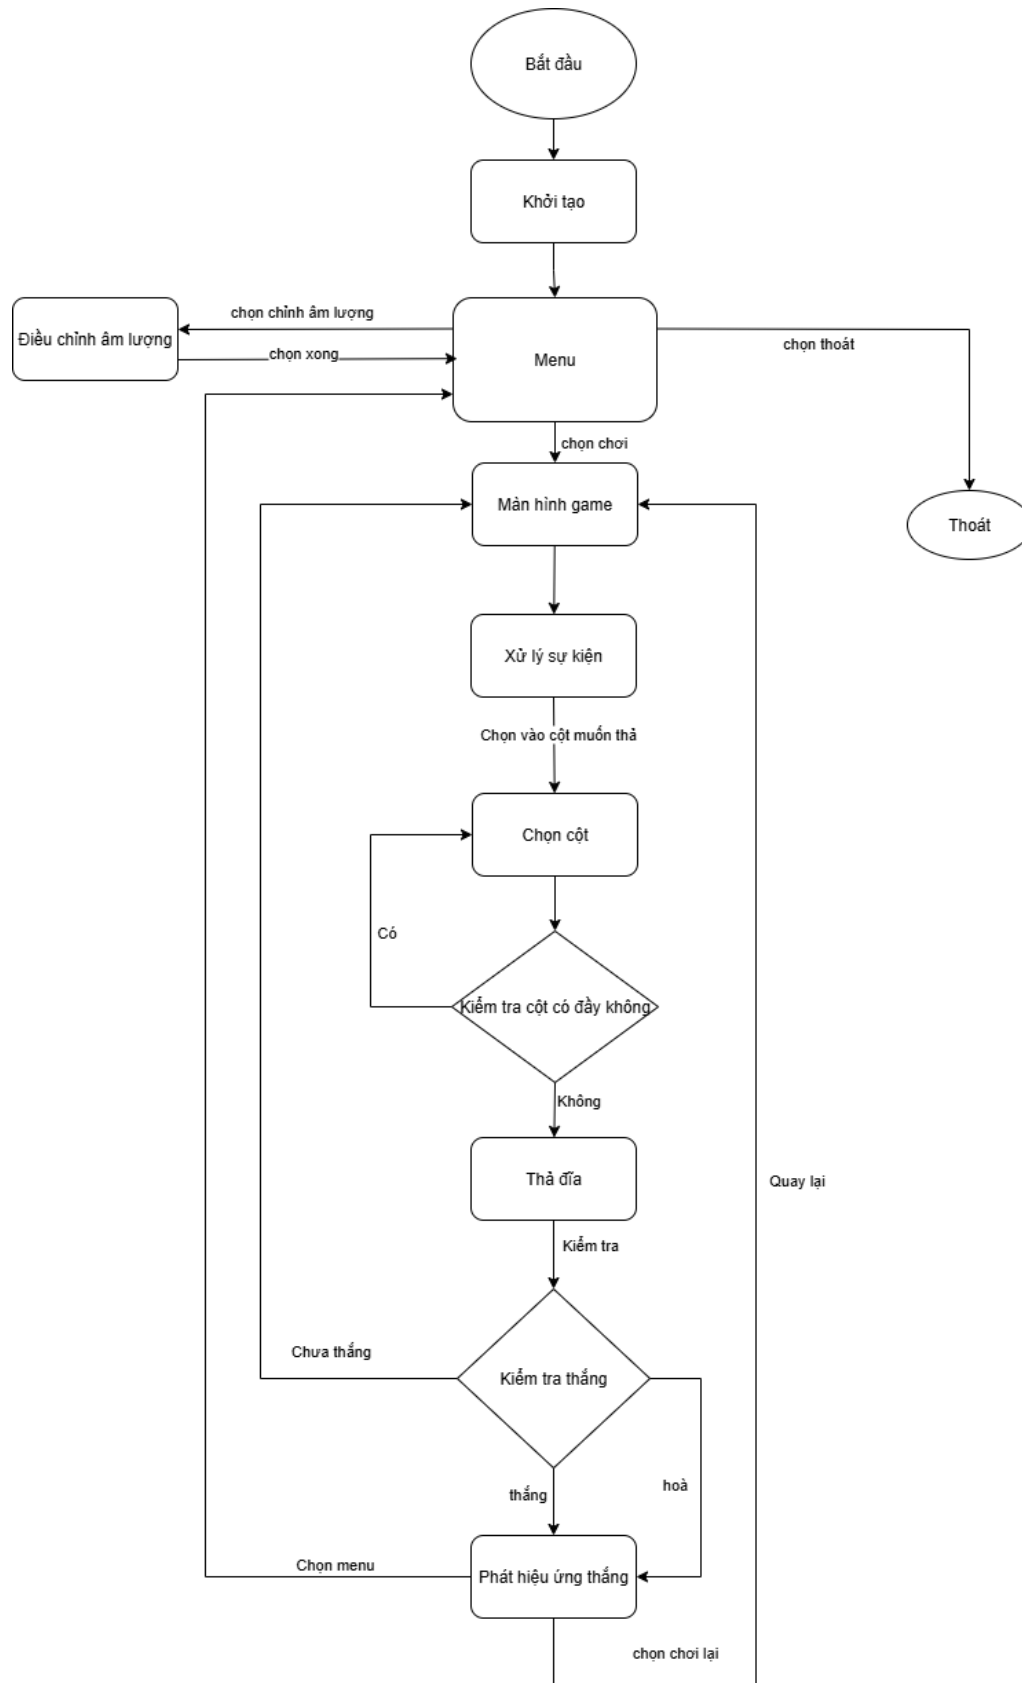 Bắt đầu
Khởi tạo
chọn chỉnh âm lượng
Điều chỉnh âm lượng
chọn xong
Menu
chọn thoát
chọn chơi
Màn hình game
Thoát
Xử lý sự kiện
Chọn vào cột muốn thả
Chọn cột
Có
Kiểm tra cột có đầy không
Không
Thả đĩa
Quay lại
Kiểm tra
Chưa thắng
Kiểm tra thắng
thắng
hoà
Chọn menu
Phát hiệu ứng thắng
chọn chơi lại